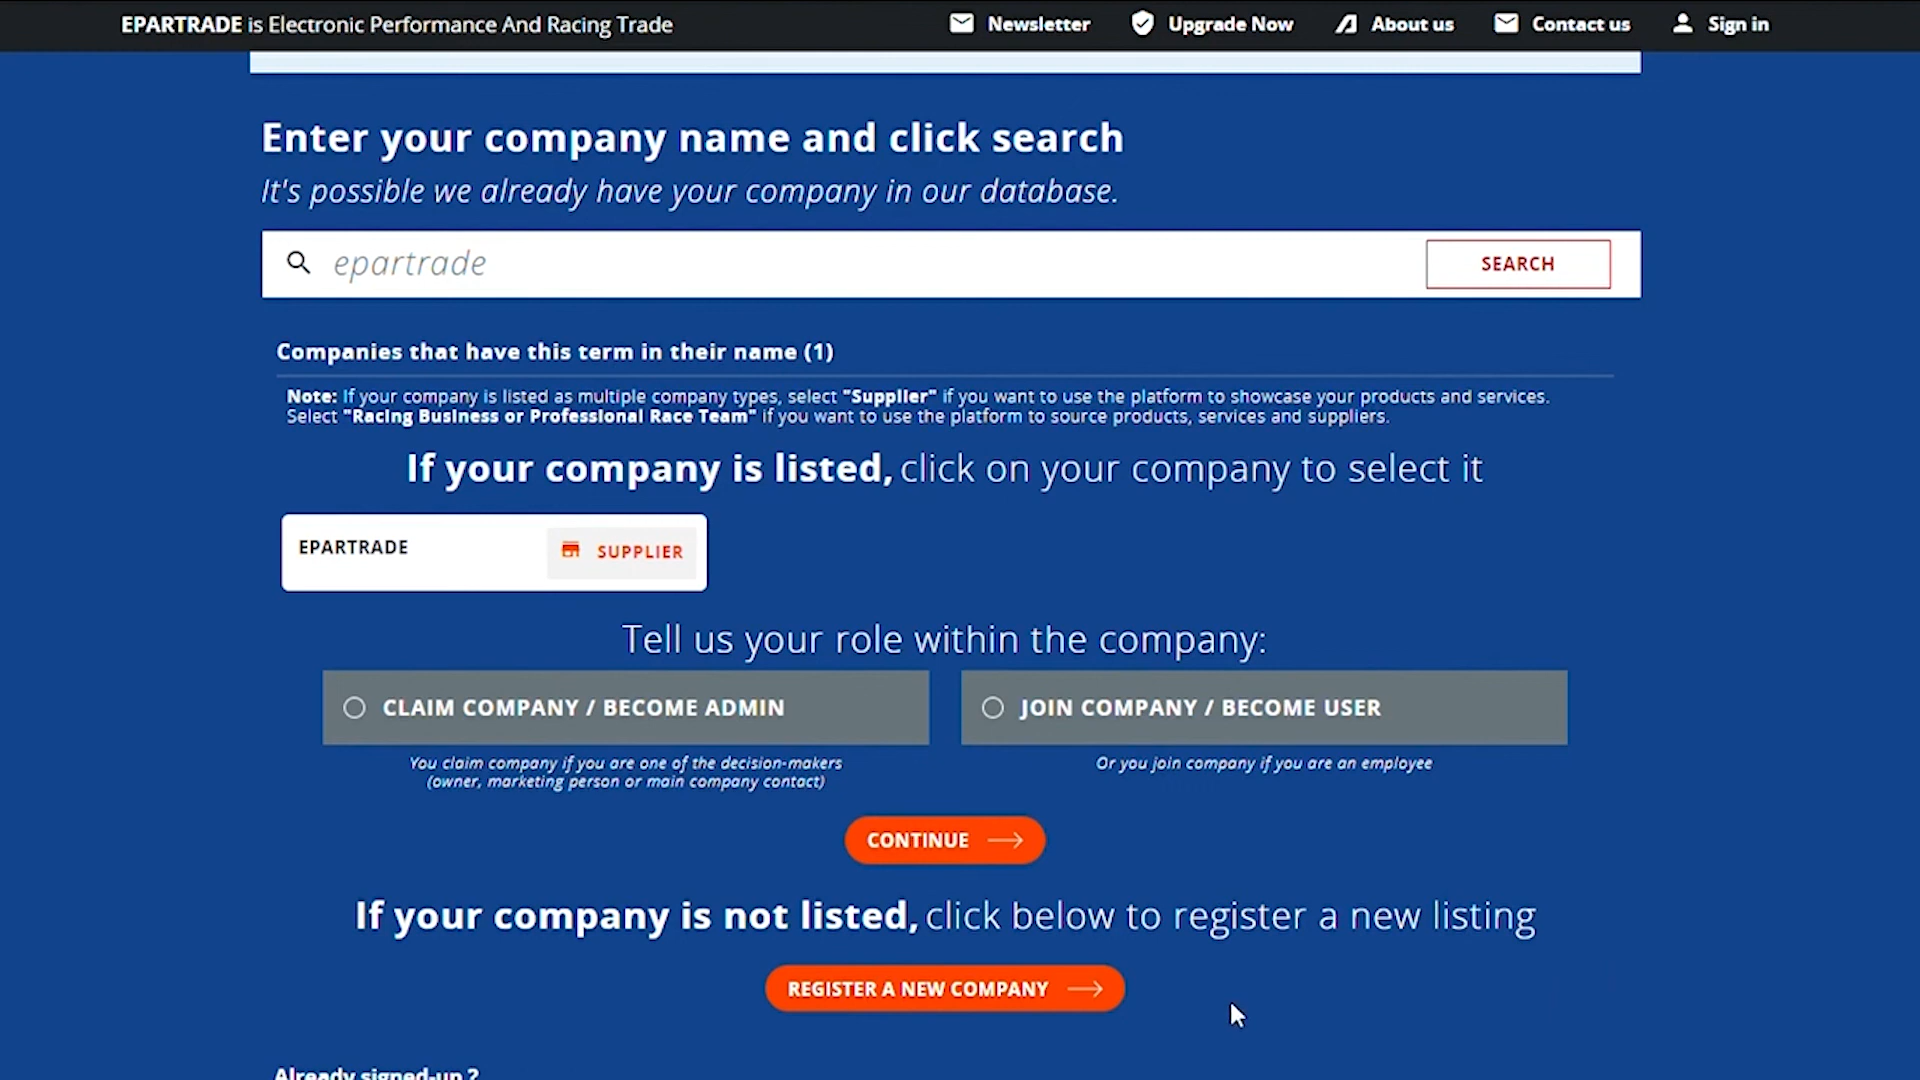 EPARTRADE is Electronic Performance And Racing Trade
Newsletter
Upgrade Now
About us
Contact us
Sign in
Enter your company name and click search
It's possible we already have your company in our database.
epartrade
SEARCH
Companies that have this term in their name (1)
Note: If your company is listed as multiple company types, select "Supplier" if you want to use the platform to showcase your products and services.
Select "Racing Business or Professional Race Team" if you want to use the platform to source products, services and suppliers.
If your company is listed, click on your company to select it
EPARTRADE
SUPPLIER
Tell us your role within the company:
CLAIM COMPANY / BECOME ADMIN
JOIN COMPANY / BECOME USER
You claim company if you are one of the decision-makers
(owner, marketing person or main company contact)
Or you join company if you are an employee
CONTINUE
If your company is not listed, click below to register a new listing
REGISTER A NEW COMPANY
Already signed-up ?